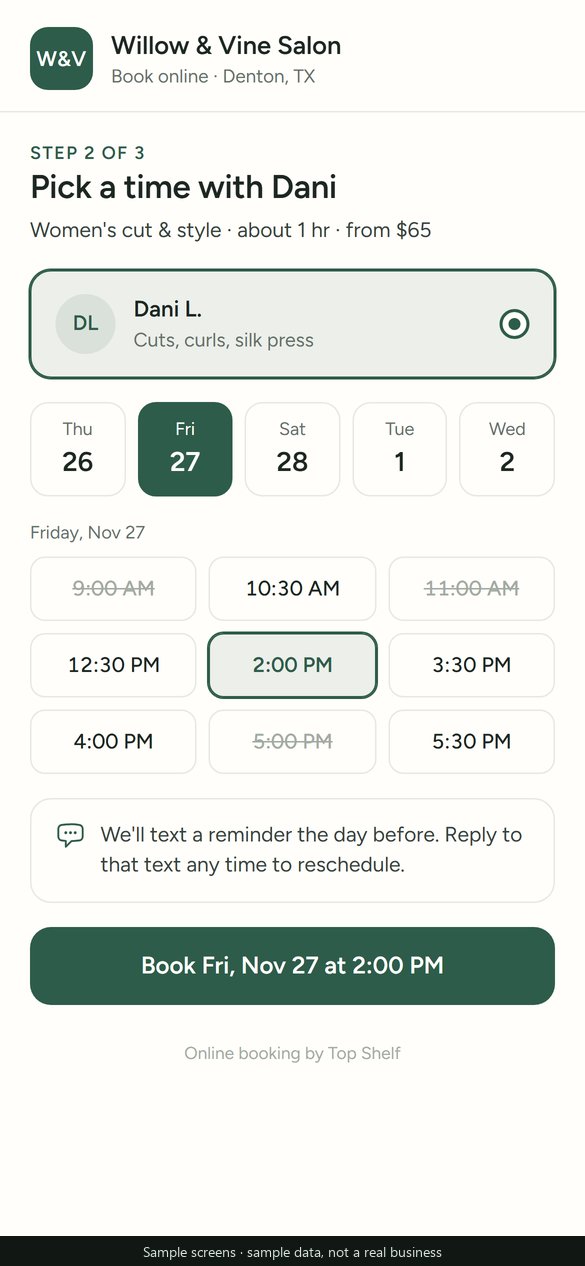 W&V
Willow & Vine Salon
Book online · Denton, TX
STEP 2 OF 3
Pick a time with Dani
Women's cut & style · about 1 hr · from $65
DL
Dani L.
Cuts, curls, silk press
Thu Fri Sat Tue Wed
26 27 28 1 2
Friday, Nov 27
9:00 AM 10:30 AM 11:00 AM
12:30 PM 2:00 PM 3:30 PM
4:00 PM 5:00 PM 5:30 PM
We'll text a reminder the day before. Reply to
that text any time to reschedule.
Book Fri, Nov 27 at 2:00 PM
Online booking by Top Shelf
Sample screens · sample data, not a real business